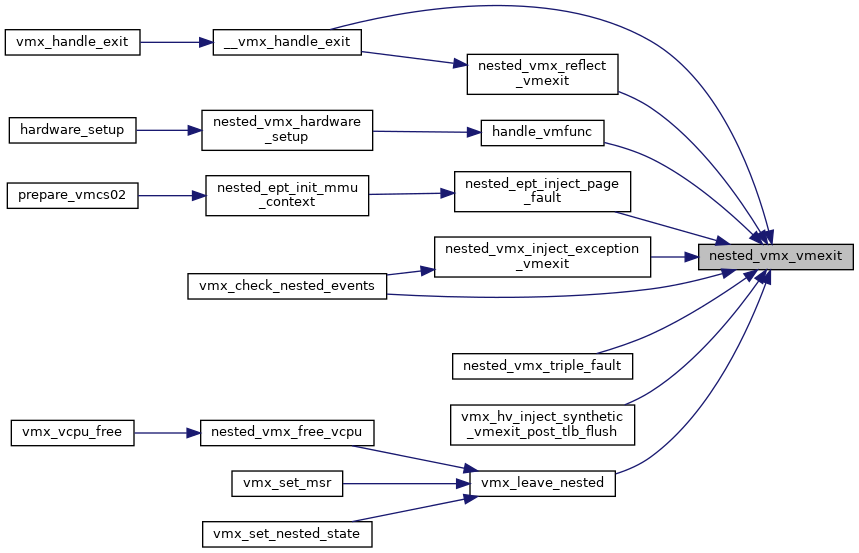 vmx_handle_exit
__vmx_handle_exit
nested_vmx_reflect
_vmexit
hardware_setup
nested_vmx_hardware
_setup
handle_vmfunc
prepare_vmcs02
nested_ept_init_mmu
_context
nested_ept_inject_page
_fault
nested_vmx_inject_exception
_vmexit
nested_vmx_vmexit
vmx_check_nested_events
nested_vmx_triple_fault
vmx_hv_inject_synthetic
_vmexit_post_tlb_flush
vmx_vcpu_free
nested_vmx_free_vcpu
vmx_set_msr
vmx_leave_nested
vmx_set_nested_state